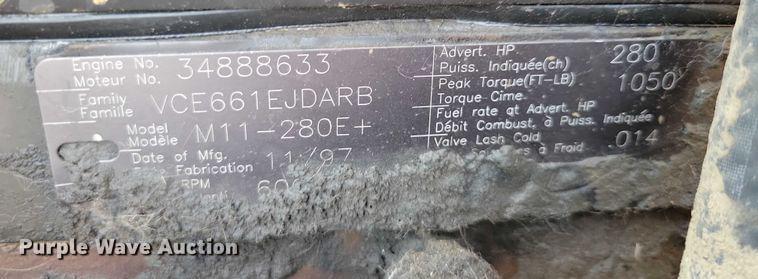 Engine No. 34888633
Moteur No.
Family VCE661EJDARB
Famille
Model M11-280E+
Modèle
Date of Mfg. 11/97
Fabrication
RPM 60
Advert. HP. 280
Puiss. Indiquée(ch)
Peak Torque(FT-LB) 1050
Torque Cime
Fuel rate at Advert. HP
Débit Combust. à Puiss. Indiquée
Valve Lash Cold .014
à Froid
Purple Wave Auction